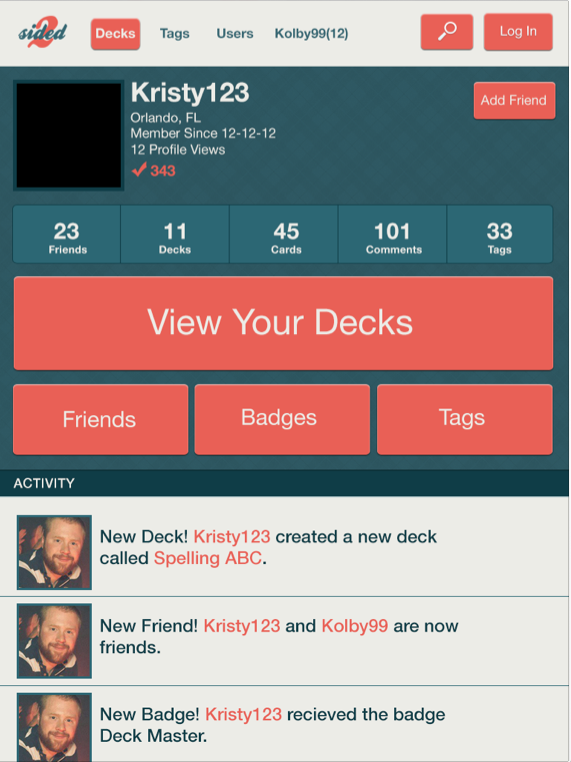 2 sided
Decks Tags Users Kolby99(12) Log In
Kristy123
Add Friend
Orlando, FL
Member Since 12-12-12
12 Profile Views
343
23 11 45 101 33
Friends Decks Cards Comments Tags
View Your Decks
Friends Badges Tags
ACTIVITY
New Deck! Kristy123 created a new deck
called Spelling ABC.
New Friend! Kristy123 and Kolby99 are now
friends.
New Badge! Kristy123 recieved the badge
Deck Master.